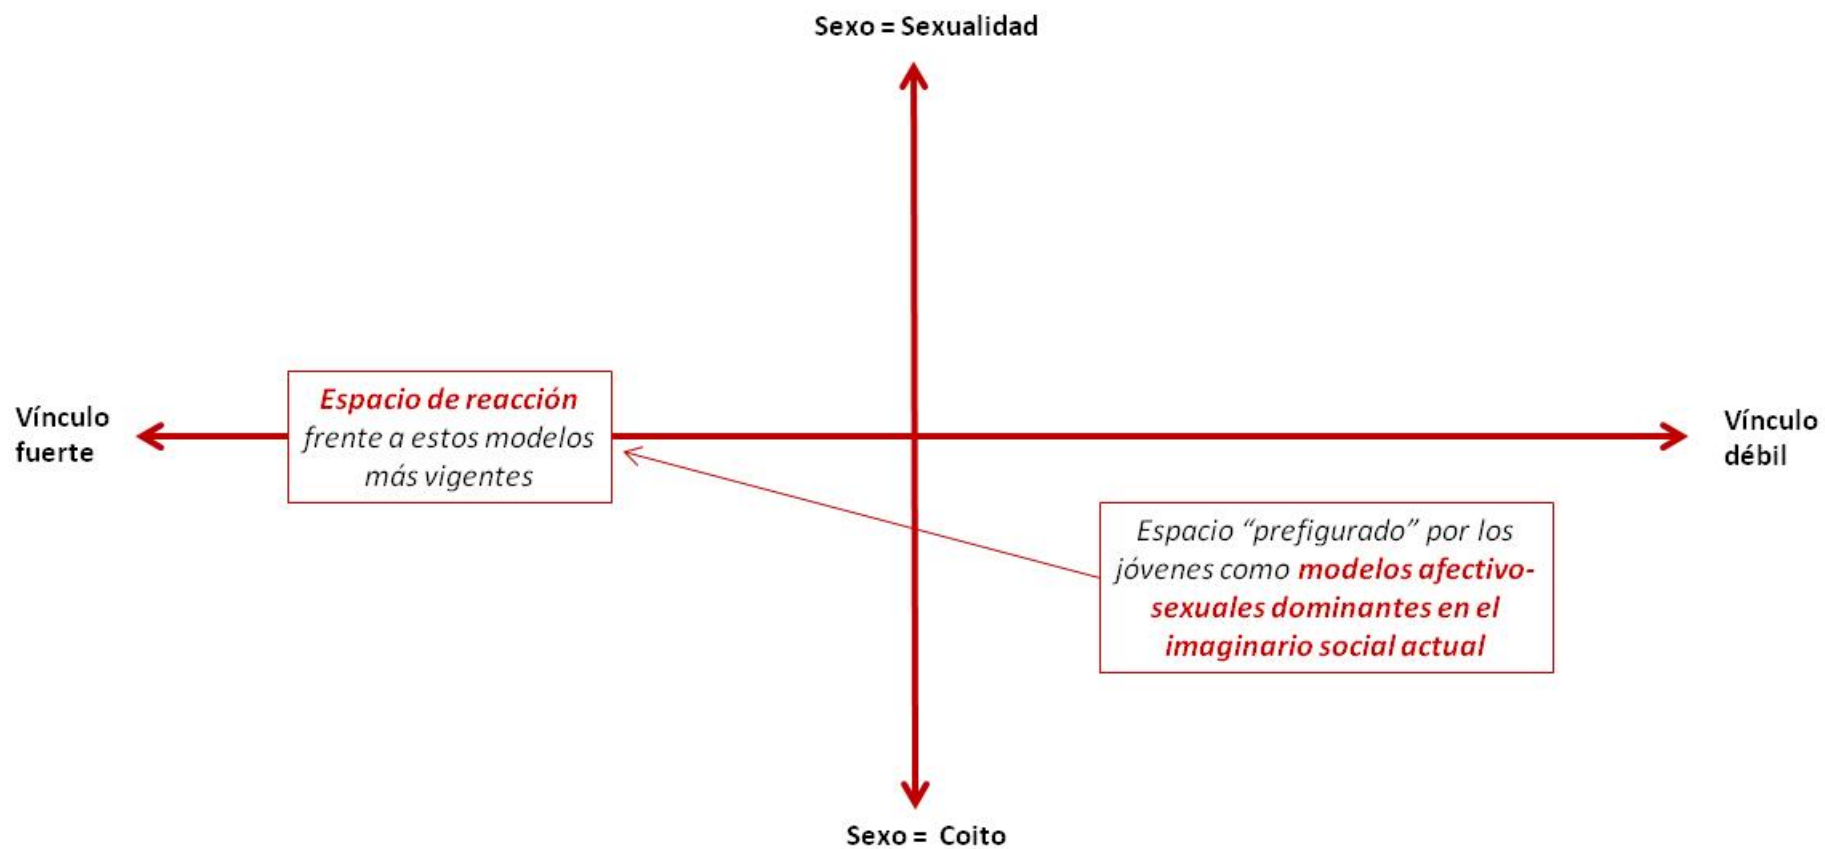 Sexo = Sexualidad
Vínculo
fuerte
Espacio de reacción
frente a estos modelos
más vigentes
Vínculo
débil
Espacio “prefigurado” por los
jóvenes como modelos afectivo-
sexuales dominantes en el
imaginario social actual
Sexo = Coito